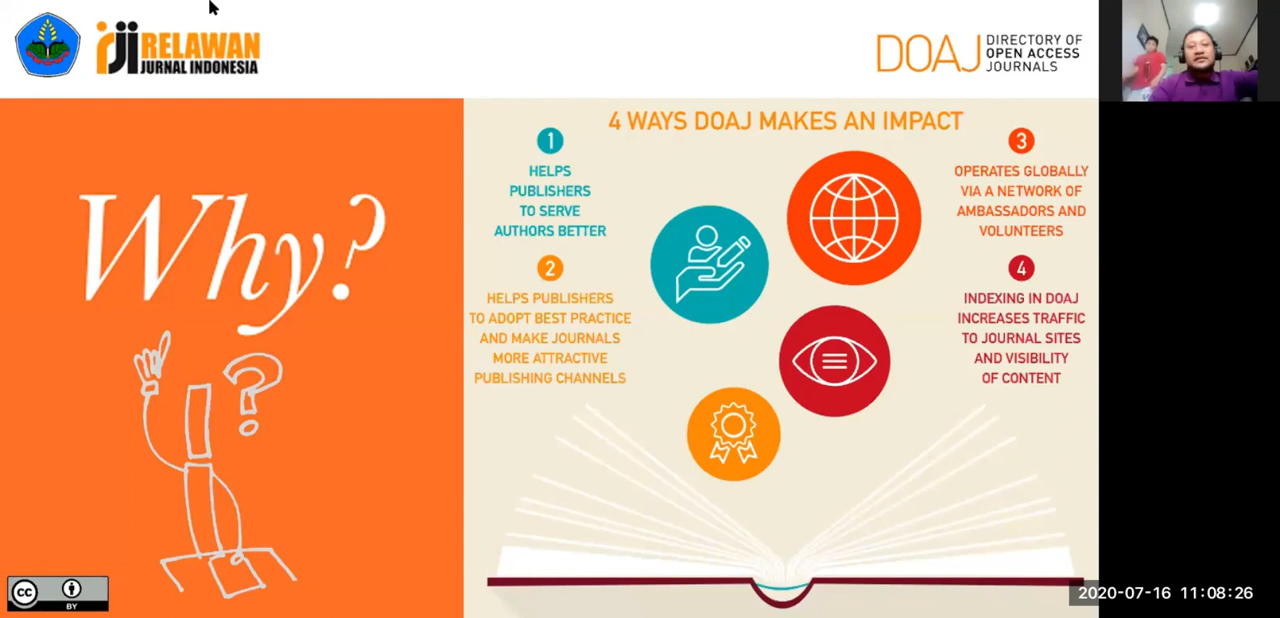 RELAWAN
JURNAL INDONESIA
DOAJ
DIRECTORY OF
OPEN ACCESS
JOURNALS
Why?
4 WAYS DOAJ MAKES AN IMPACT
1
HELPS
PUBLISHERS
TO SERVE
AUTHORS BETTER
2
HELPS PUBLISHERS
TO ADOPT BEST PRACTICE
AND MAKE JOURNALS
MORE ATTRACTIVE
PUBLISHING CHANNELS
3
OPERATES GLOBALLY
VIA A NETWORK OF
AMBASSADORS AND
VOLUNTEERS
4
INDEXING IN DOAJ
INCREASES TRAFFIC
TO JOURNAL SITES
AND VISIBILITY
OF CONTENT
cc
BY
2020-07-16 11:08:26